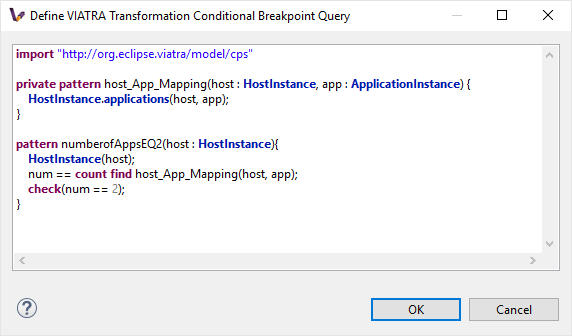 Define VIATRA Transformation Conditional Breakpoint Query
import "http://org.eclipse.viatra/model/cps"
private pattern host_App_Mapping(host : HostInstance, app : ApplicationInstance) {
HostInstance.applications(host, app);
}
pattern numberofAppsEQ2(host : HostInstance){
HostInstance(host);
num == count find host_App_Mapping(host, app);
check(num == 2);
}
?
OK Cancel